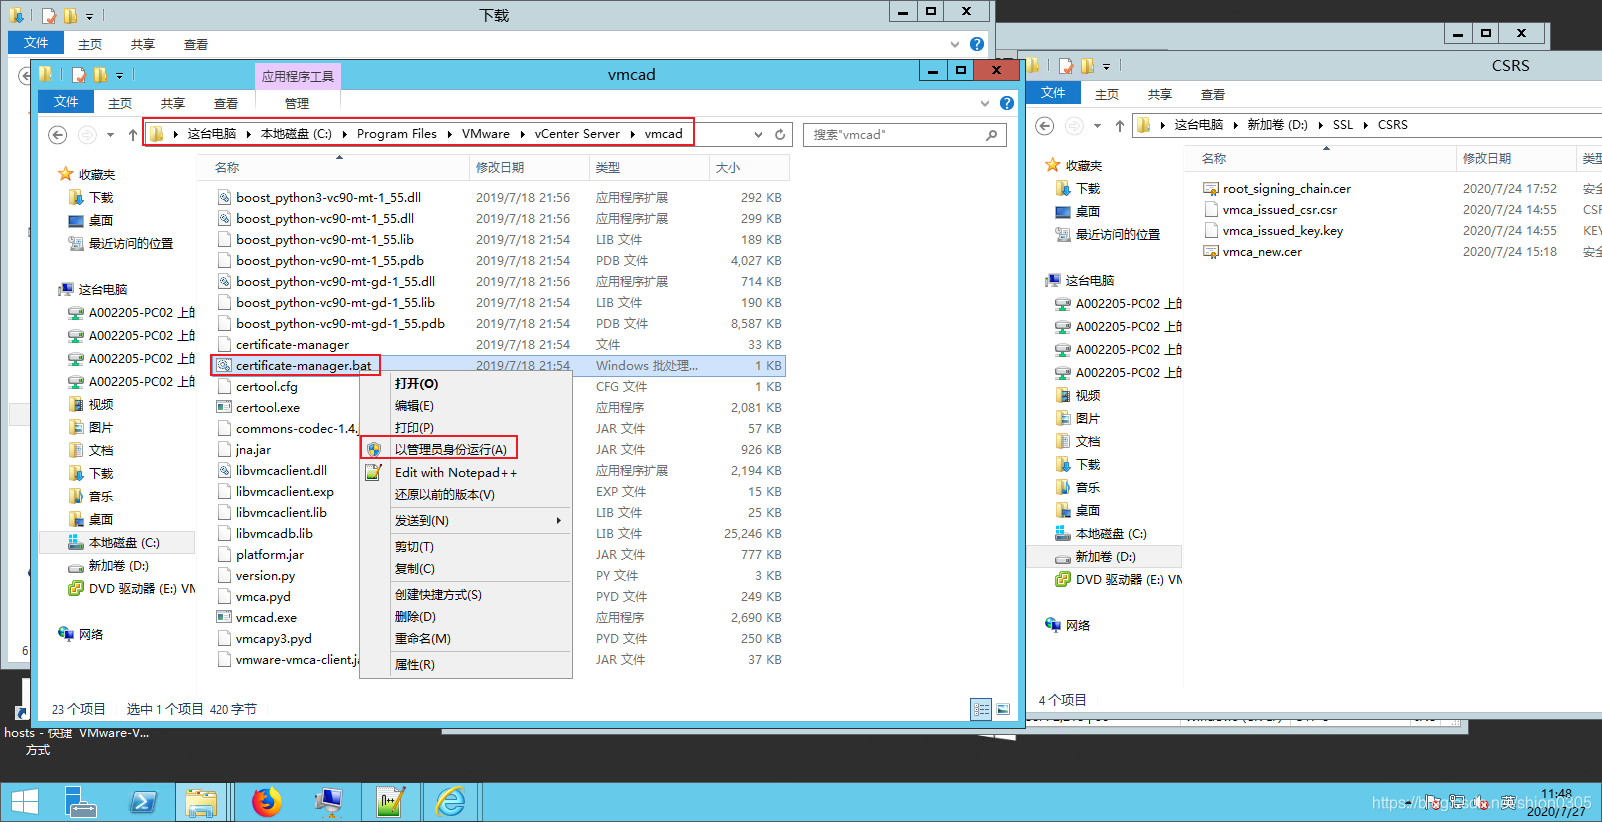 下载
文件 主页 共享 查看
应用程序工具
vmcad
文件 主页 共享 查看 管理
这台电脑 本地磁盘 (C:) Program Files VMware vCenter Server vmcad
搜索"vmcad"
收藏夹
下载
桌面
最近访问的位置
这台电脑
A002205-PC02 上的
A002205-PC02 上的
A002205-PC02 上的
A002205-PC02 上的
视频
图片
文档
下载
音乐
桌面
本地磁盘 (C:)
新加卷 (D:)
DVD 驱动器 (E:) VM
网络
名称 修改日期 类型 大小
boost_python3-vc90-mt-1_55.dll 2019/7/18 21:56 应用程序扩展 292 KB
boost_python-vc90-mt-1_55.dll 2019/7/18 21:56 应用程序扩展 299 KB
boost_python-vc90-mt-1_55.lib 2019/7/18 21:54 LIB 文件 189 KB
boost_python-vc90-mt-1_55.pdb 2019/7/18 21:54 PDB 文件 4,027 KB
boost_python-vc90-mt-gd-1_55.dll 2019/7/18 21:56 应用程序扩展 714 KB
boost_python-vc90-mt-gd-1_55.lib 2019/7/18 21:54 LIB 文件 190 KB
boost_python-vc90-mt-gd-1_55.pdb 2019/7/18 21:54 PDB 文件 8,587 KB
certificate-manager 2019/7/18 21:54 文件 33 KB
certificate-manager.bat 2019/7/18 21:54 Windows 批处理... 1 KB
certool.cfg CFG 文件 1 KB
certool.exe 应用程序 2,081 KB
commons-codec-1.4.j JAR 文件 57 KB
jna.jar JAR 文件 926 KB
libvmcaclient.dll 应用程序扩展 2,194 KB
libvmcaclient.exp EXP 文件 15 KB
libvmcaclient.lib LIB 文件 25 KB
libvmcadb.lib LIB 文件 25,246 KB
platform.jar JAR 文件 777 KB
version.py PY 文件 3 KB
vmca.pyd PYD 文件 249 KB
vmcad.exe 应用程序 2,690 KB
vmcapy3.pyd PYD 文件 250 KB
vmware-vmca-client.ja JAR 文件 37 KB
打开(O)
编辑(E)
打印(P)
以管理员身份运行(A)
Edit with Notepad++
还原以前的版本(V)
发送到(N)
剪切(T)
复制(C)
创建快捷方式(S)
删除(D)
重命名(M)
属性(R)
23 个项目 选中 1 个项目 420 字节
6
CSRS
文件 主页 共享 查看
这台电脑 新加卷 (D:) SSL CSRS
收藏夹
下载
桌面
最近访问的位置
这台电脑
A002205-PC02 上的
A002205-PC02 上的
A002205-PC02 上的
A002205-PC02 上的
视频
图片
文档
下载
音乐
桌面
本地磁盘 (C:)
新加卷 (D:)
DVD 驱动器 (E:) VM
网络
名称 修改日期 类型
root_signing_chain.cer 2020/7/24 17:52 安全
vmca_issued_csr.csr 2020/7/24 14:55 CSR
vmca_issued_key.key 2020/7/24 14:55 KEY
vmca_new.cer 2020/7/24 15:18 安全
4 个项目
hosts - 快捷方式
VMware-V...
英
11:48
2020/7/27
https://blog.csdn.net/shion0305